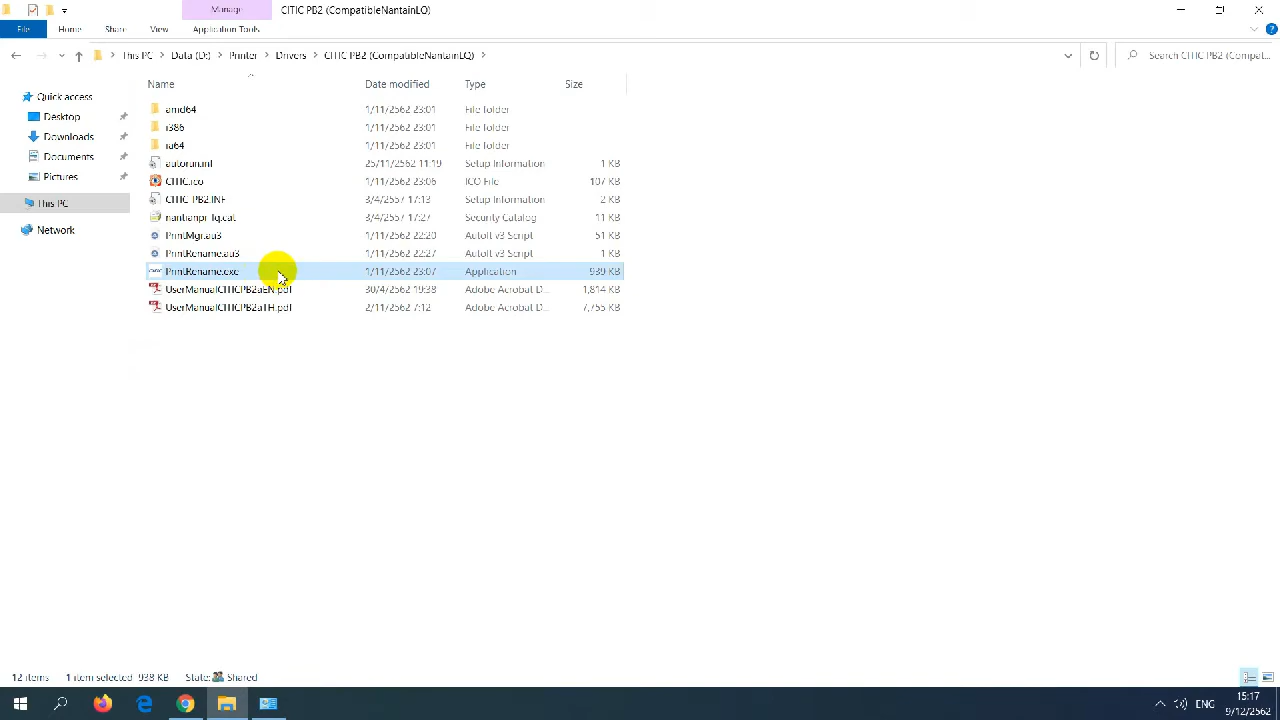 Manage
CITIC PB2 (CompatibleNantainLQ)
File
Home
Share
View
Application Tools
This PC
Data (D:)
Printer
Drivers
CITIC PB2 (CompatibleNantainLQ)
Search CITIC PB2 (Compat...
Name
Date modified
Type
Size
Quick access
Desktop
Downloads
Documents
Pictures
This PC
Network
amd64 1/11/2562 23:01 File folder
i386 1/11/2562 23:01 File folder
ia64 1/11/2562 23:01 File folder
autorun.inf 25/11/2562 11:19 Setup Information 1 KB
CITIC.ico 1/11/2562 23:06 ICO File 107 KB
CITIC-PB2.INF 3/4/2557 17:13 Setup Information 2 KB
nantianpr-lq.cat 3/4/2557 17:27 Security Catalog 11 KB
PrintMgr.au3 1/11/2562 22:20 AutoIt v3 Script 51 KB
PrintRename.au3 1/11/2562 22:27 AutoIt v3 Script 1 KB
PrintRename.exe 1/11/2562 23:07 Application 939 KB
UserManualCITICPB2aEN.pdf 30/4/2562 19:38 Adobe Acrobat D... 1,814 KB
UserManualCITICPB2aTH.pdf 2/11/2562 7:12 Adobe Acrobat D... 7,755 KB
12 items
1 item selected 938 KB
State:
Shared
ENG
15:17
9/12/2562